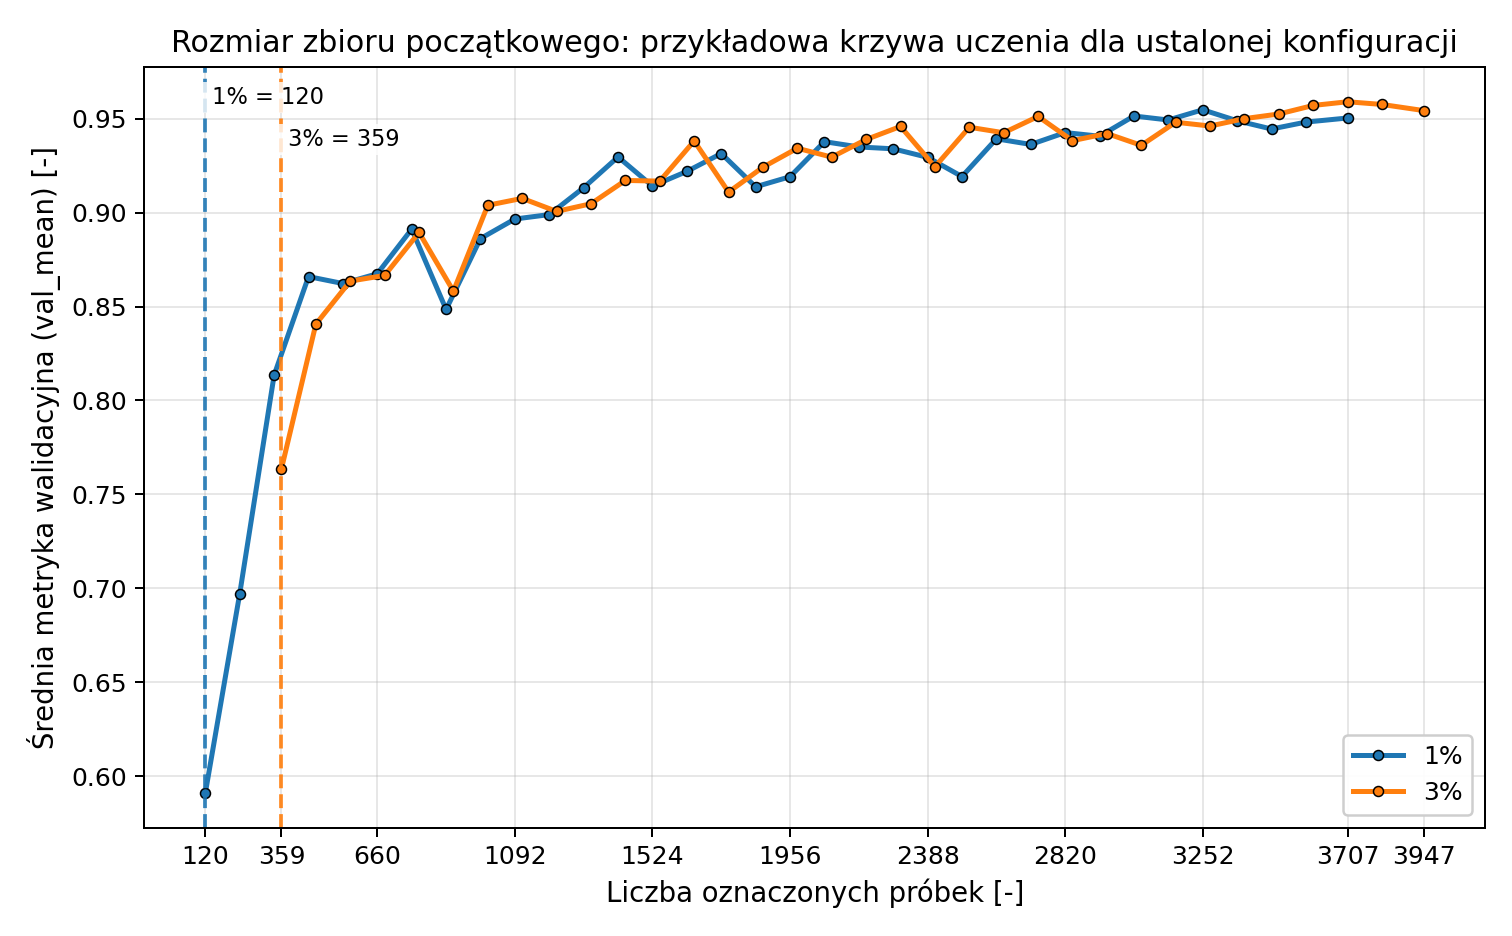 Rozmiar zbioru początkowego: przykładowa krzywa uczenia dla ustalonej konfiguracji
1% = 120
3% = 359
Średnia metryka walidacyjna (val_mean) [-]
0.95
0.90
0.85
0.80
0.75
0.70
0.65
0.60
1%
3%
120 359 660 1092 1524 1956 2388 2820 3252 3707 3947
Liczba oznaczonych próbek [-]